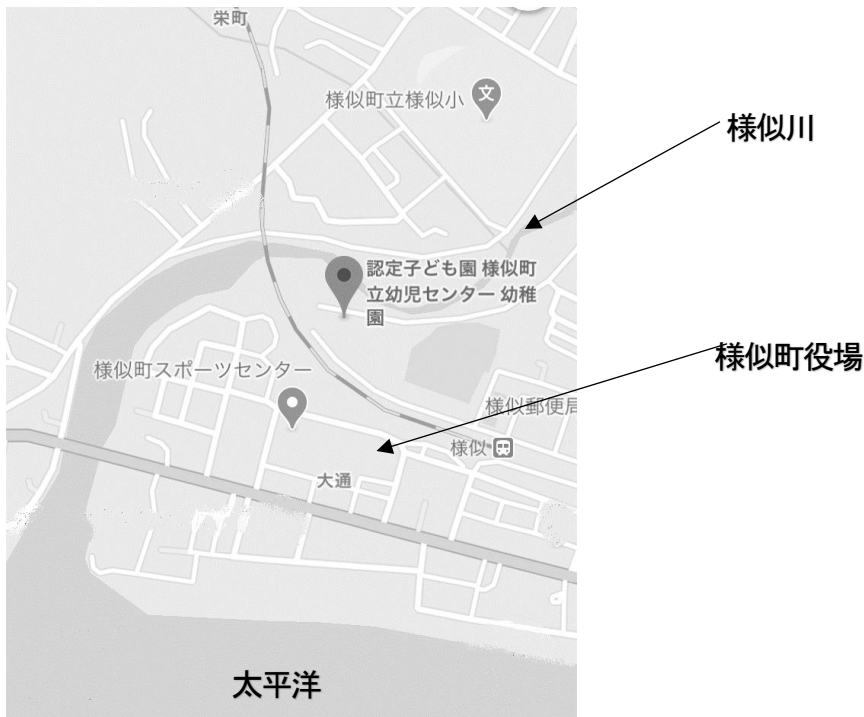 栄町
様似町立様似小
文
様似川
認定子ども園 様似町
立幼児センター 幼稚
園
様似町役場
様似町スポーツセンター
様似郵便局
様似
大通
太平洋